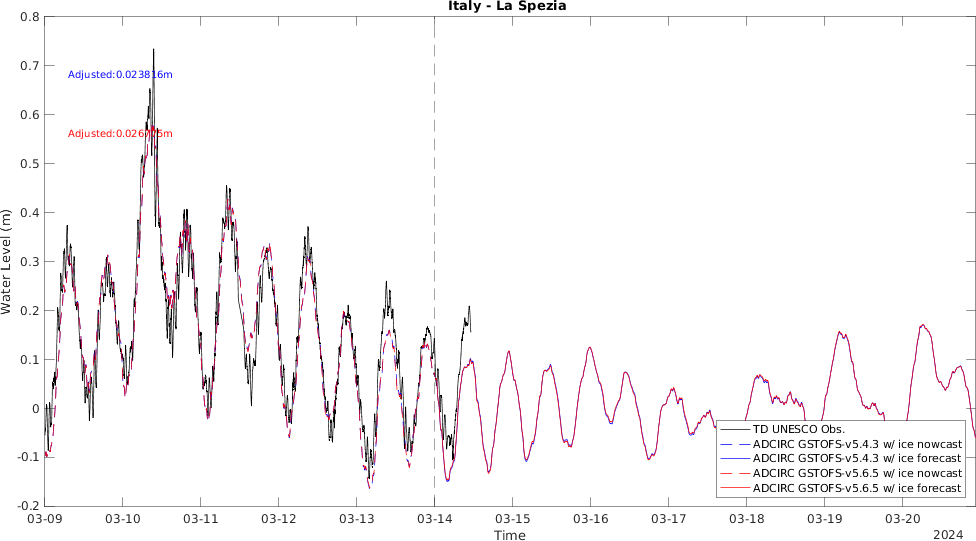 Italy - La Spezia
0.8
0.7
0.6
0.5
0.4
0.3
0.2
0.1
0
-0.1
-0.2
Water Level (m)
Adjusted:0.023816m
TD UNESCO Obs.
ADCIRC GSTOFS-v5.4.3 w/ ice nowcast
ADCIRC GSTOFS-v5.4.3 w/ ice forecast
ADCIRC GSTOFS-v5.6.5 w/ ice nowcast
ADCIRC GSTOFS-v5.6.5 w/ ice forecast
03-09 03-10 03-11 03-12 03-13 03-14 03-15 03-16 03-17 03-18 03-19 03-20
Time
2024